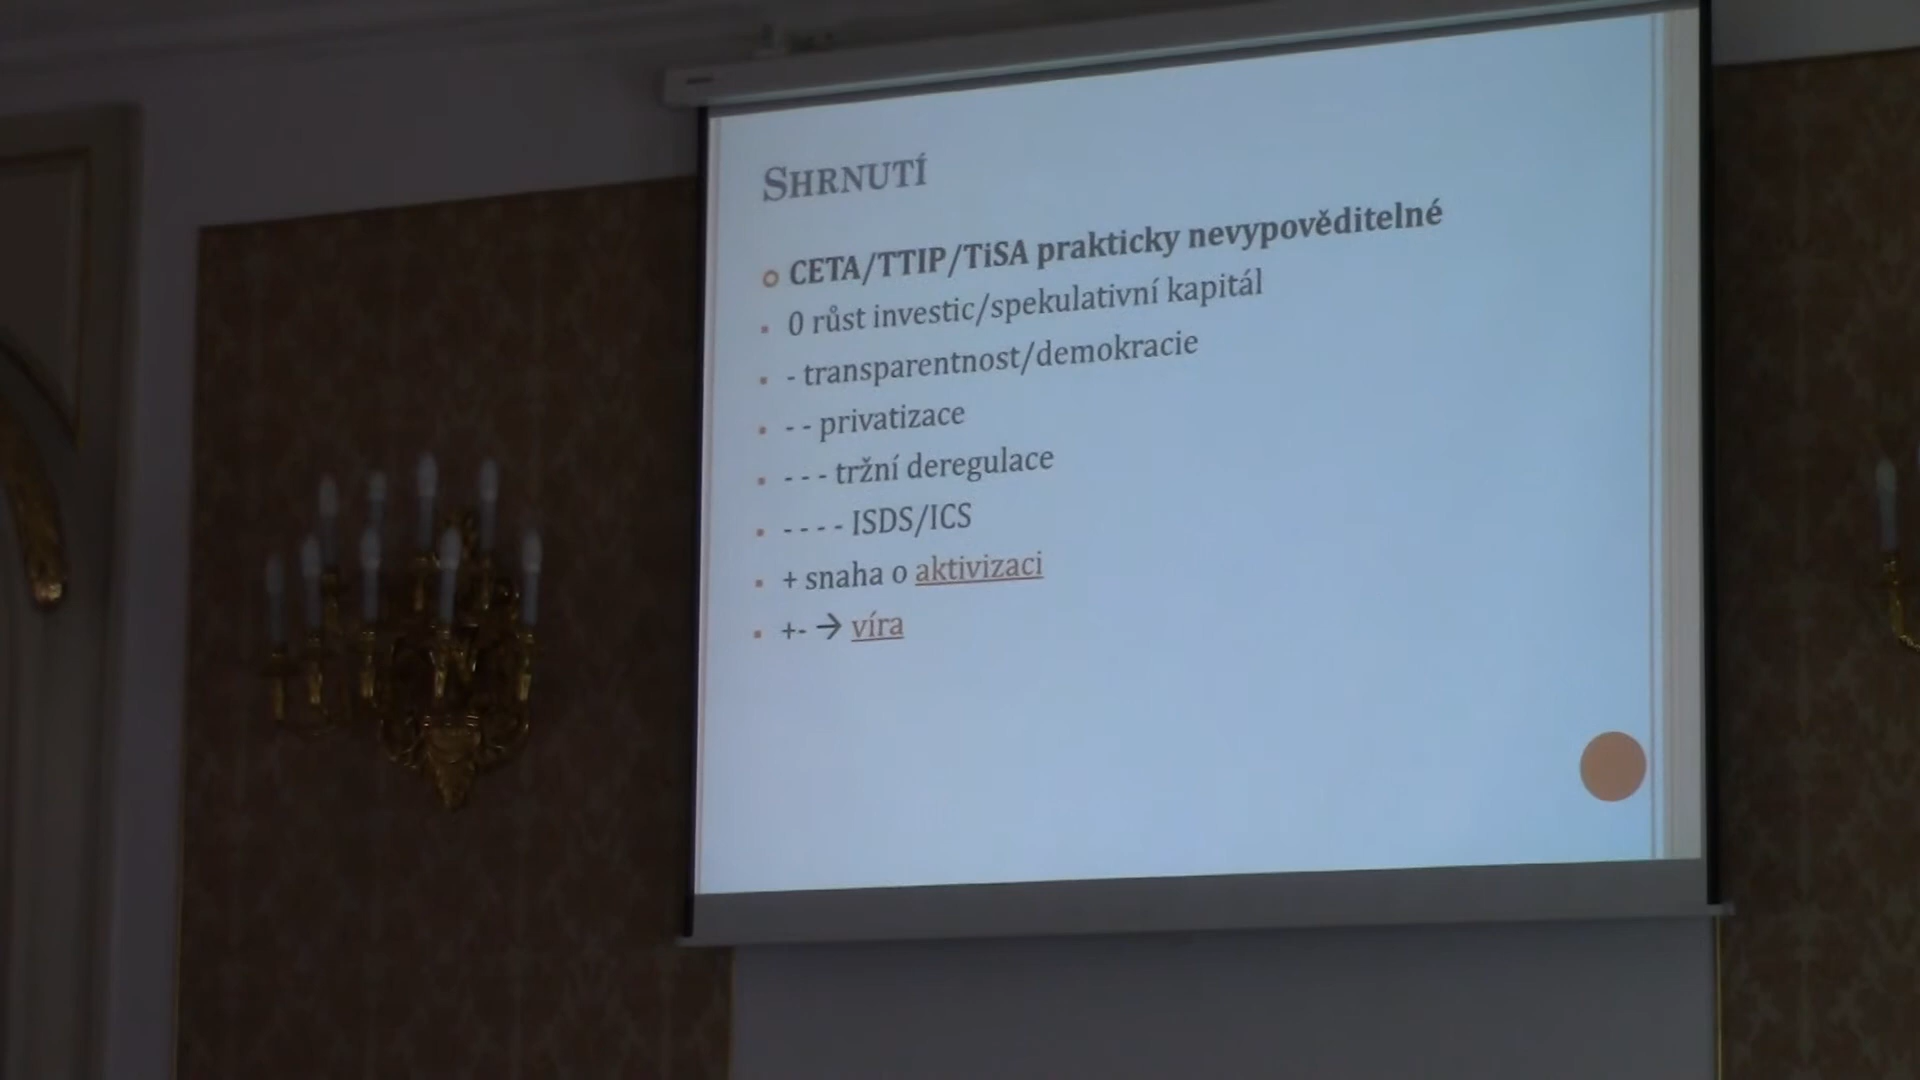 SHRNUTÍ
CETA/TTIP/TiSA prakticky nevypověditelné
0 růst investic/spekulativní kapitál
- transparentnost/demokracie
- - privatizace
- - - tržní deregulace
- - - - ISDS/ICS
+ snaha o aktivizaci
+- → víra